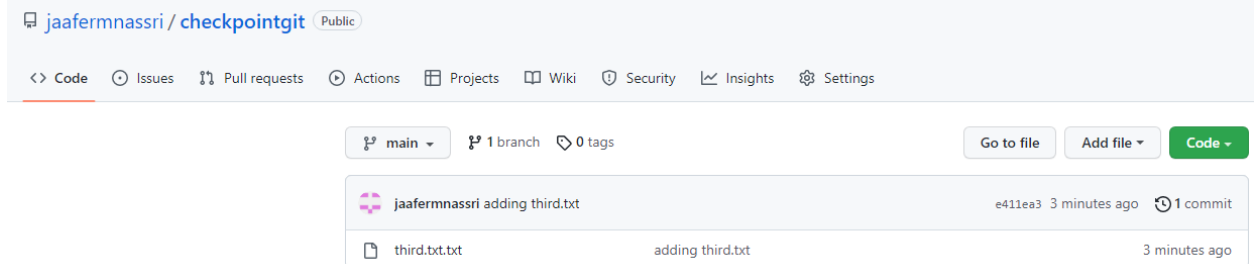 jaafermnassri / checkpointgit Public
<> Code Issues Pull requests Actions Projects Wiki Security Insights Settings
main 1 branch 0 tags Go to file Add file Code
jaafermnassri adding third.txt e411ea3 3 minutes ago 1 commit
third.txt.txt adding third.txt 3 minutes ago